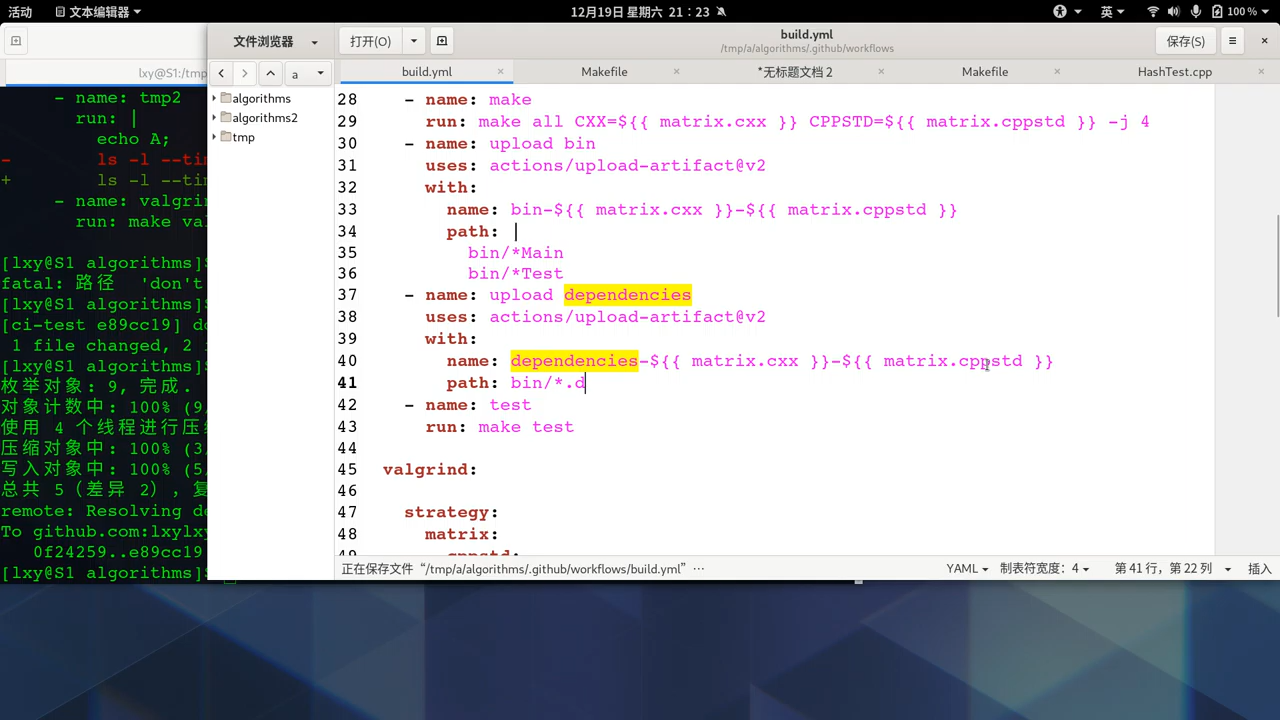 活动
文本编辑器
12月19日 星期六 21：23
英
100 %
lxy@S1:/tmp
- name: tmp2
run: |
echo A;
- ls -l --tim
+ ls -l --tim
- name: valgri
run: make val
[lxy@S1 algorithms]$
fatal: 路径 'don't
[lxy@S1 algorithms]$
[ci-test e89cc19] do
1 file changed, 2 i
[lxy@S1 algorithms]$
枚举对象: 9, 完成.
对象计数中: 100% (9/
使用 4 个线程进行压缩
压缩对象中: 100% (3/
写入对象中: 100% (5/
总共 5（差异 2），复
remote: Resolving de
To github.com:lxylxy
0f24259..e89cc19
[lxy@S1 algorithms]$
文件浏览器
打开(O)
build.yml
/tmp/a/algorithms/.github/workflows
保存(S)
a
algorithms
algorithms2
tmp
build.yml
Makefile
*无标题文档 2
Makefile
HashTest.cpp
28 - name: make
29 run: make all CXX=${{ matrix.cxx }} CPPSTD=${{ matrix.cppstd }} -j 4
30 - name: upload bin
31 uses: actions/upload-artifact@v2
32 with:
33 name: bin-${{ matrix.cxx }}-${{ matrix.cppstd }}
34 path: |
35 bin/*Main
36 bin/*Test
37 - name: upload dependencies
38 uses: actions/upload-artifact@v2
39 with:
40 name: dependencies-${{ matrix.cxx }}-${{ matrix.cppstd }}
41 path: bin/*.d
42 - name: test
43 run: make test
44
45 valgrind:
46
47 strategy:
48 matrix:
49 cppstd:
正在保存文件“/tmp/a/algorithms/.github/workflows/build.yml”…
YAML
制表符宽度：4
第 41 行，第 22 列
插入